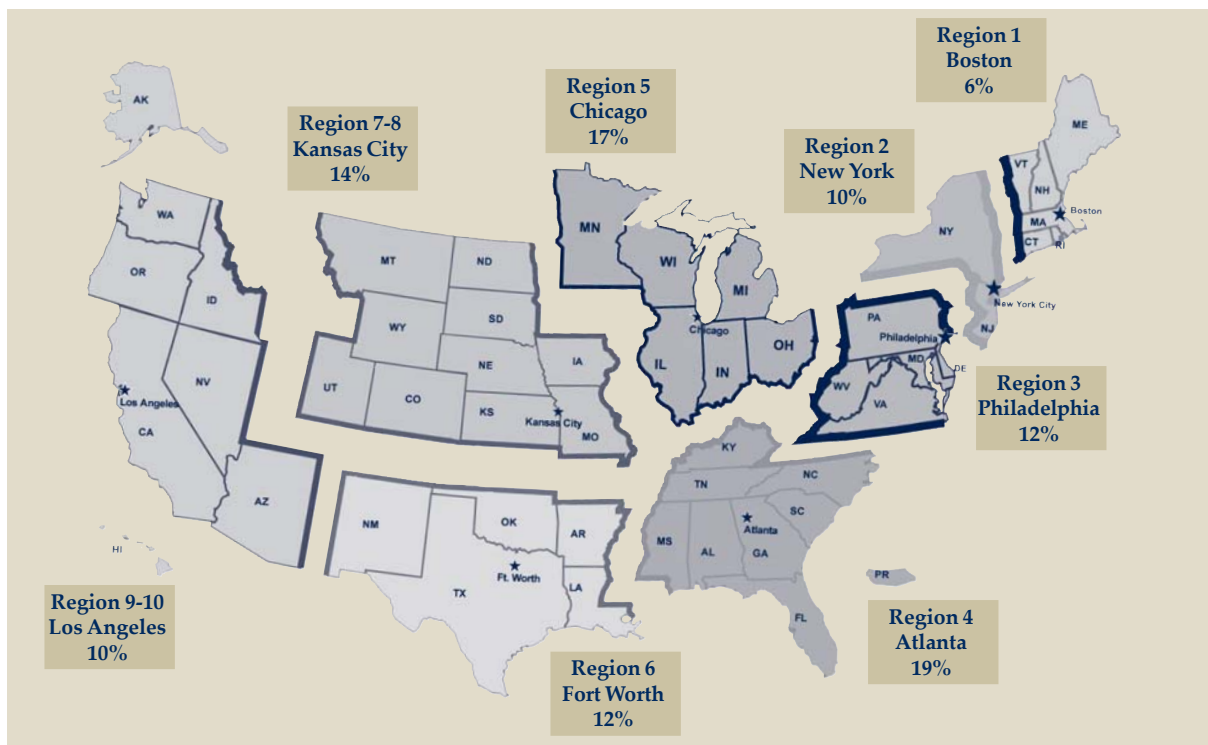 Region 1
Boston
6%
Region 5
Chicago
17%
Region 7-8
Kansas City
14%
Region 2
New York
10%
AK
ME
VT
NH
MA
Boston
CT
RI
NY
New York City
NJ
WA
OR
ID
MT
ND
MN
WI
MI
SD
WY
Chicago
PA
Philadelphia
OH
IL
IN
MD
DE
WV
VA
NE
IA
NV
UT
CO
KS
Kansas City
MO
Los Angeles
CA
Region 3
Philadelphia
12%
KY
TN
NC
AZ
NM
OK
AR
SC
Atlanta
MS
AL
GA
HI
Ft. Worth
TX
LA
PR
FL
Region 9-10
Los Angeles
10%
Region 4
Atlanta
19%
Region 6
Fort Worth
12%